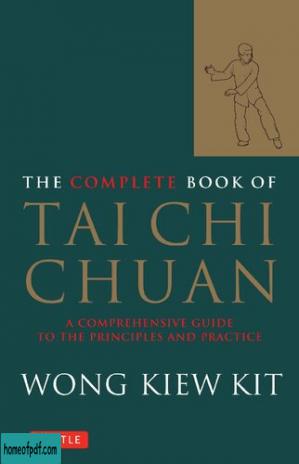 THE COMPLETE BOOK OF
TAI CHI
CHUAN
A COMPREHENSIVE GUIDE
TO THE PRINCIPLES AND PRACTICE
WONG KIEW KIT
homeofpdf.com